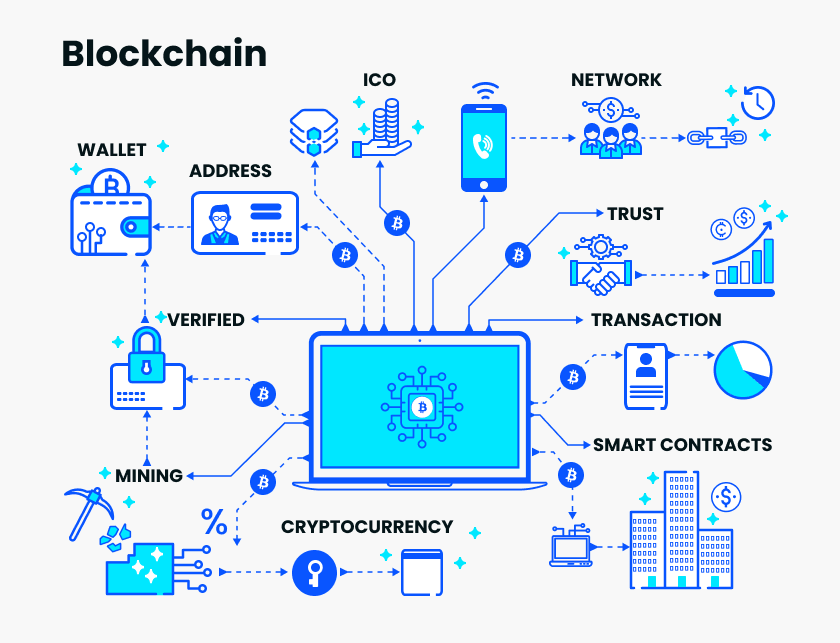 Blockchain
ICO
NETWORK
WALLET
ADDRESS
TRUST
VERIFIED
TRANSACTION
SMART CONTRACTS
MINING
%
CRYPTOCURRENCY